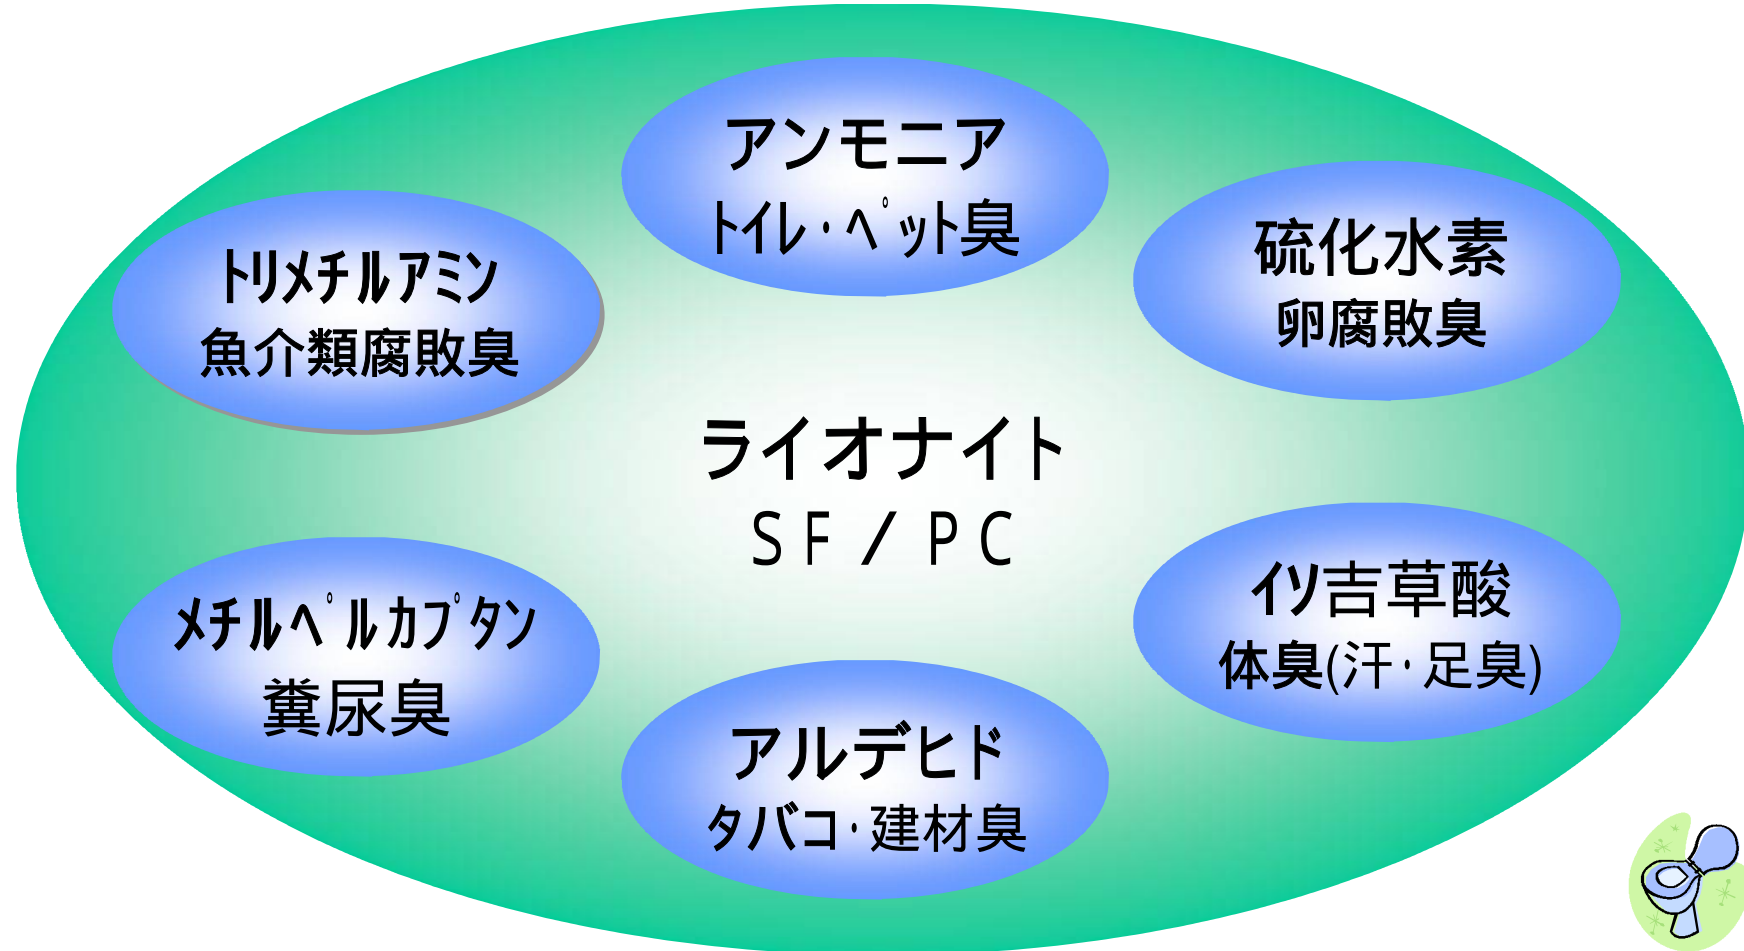 アンモニア
トイレ・ペット臭
硫化水素
卵腐敗臭
トリメチルアミン
魚介類腐敗臭
ライオナイト
ＳＦ／ＰＣ
メチルペルカプタン
糞尿臭
イソ吉草酸
体臭(汗・足臭)
アルデヒド
タバコ・建材臭